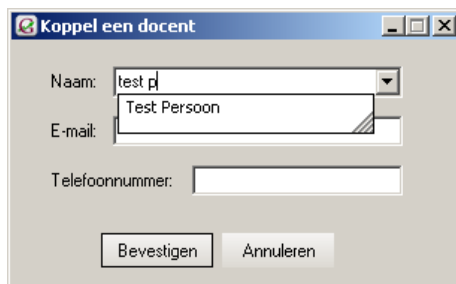 Koppel een docent
Naam: test p
Test Persoon
E-mail:
Telefoonnummer:
Bevestigen Annuleren